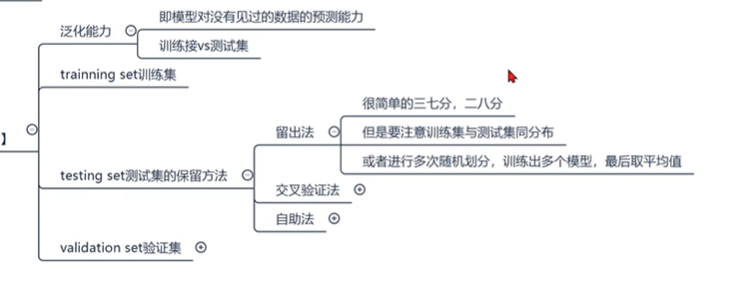 泛化能力
即模型对没有见过的数据的预测能力
训练接vs测试集
trainning set训练集
】
testing set测试集的保留方法
留出法
很简单的三七分，二八分
但是要注意训练集与测试集同分布
或者进行多次随机划分，训练出多个模型，最后取平均值
交叉验证法
自助法
validation set验证集